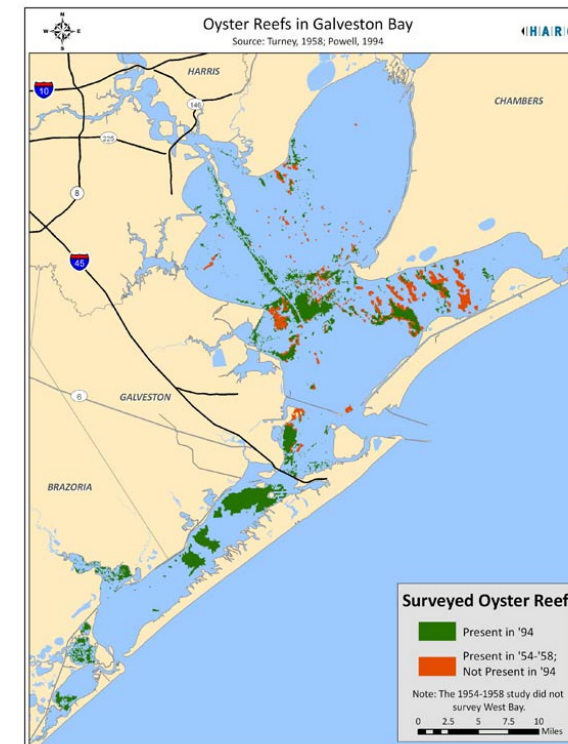 N
W E
S
Oyster Reefs in Galveston Bay
Source: Turney, 1958; Powell, 1994
HARRIS
10
146
CHAMBERS
225
8
45
6
GALVESTON
BRAZORIA
Surveyed Oyster Reef
Present in '94
Present in '54-'58;
Not Present in '94
Note: The 1954-1958 study did not
survey West Bay.
0 2.5 5 7.5 10
Miles